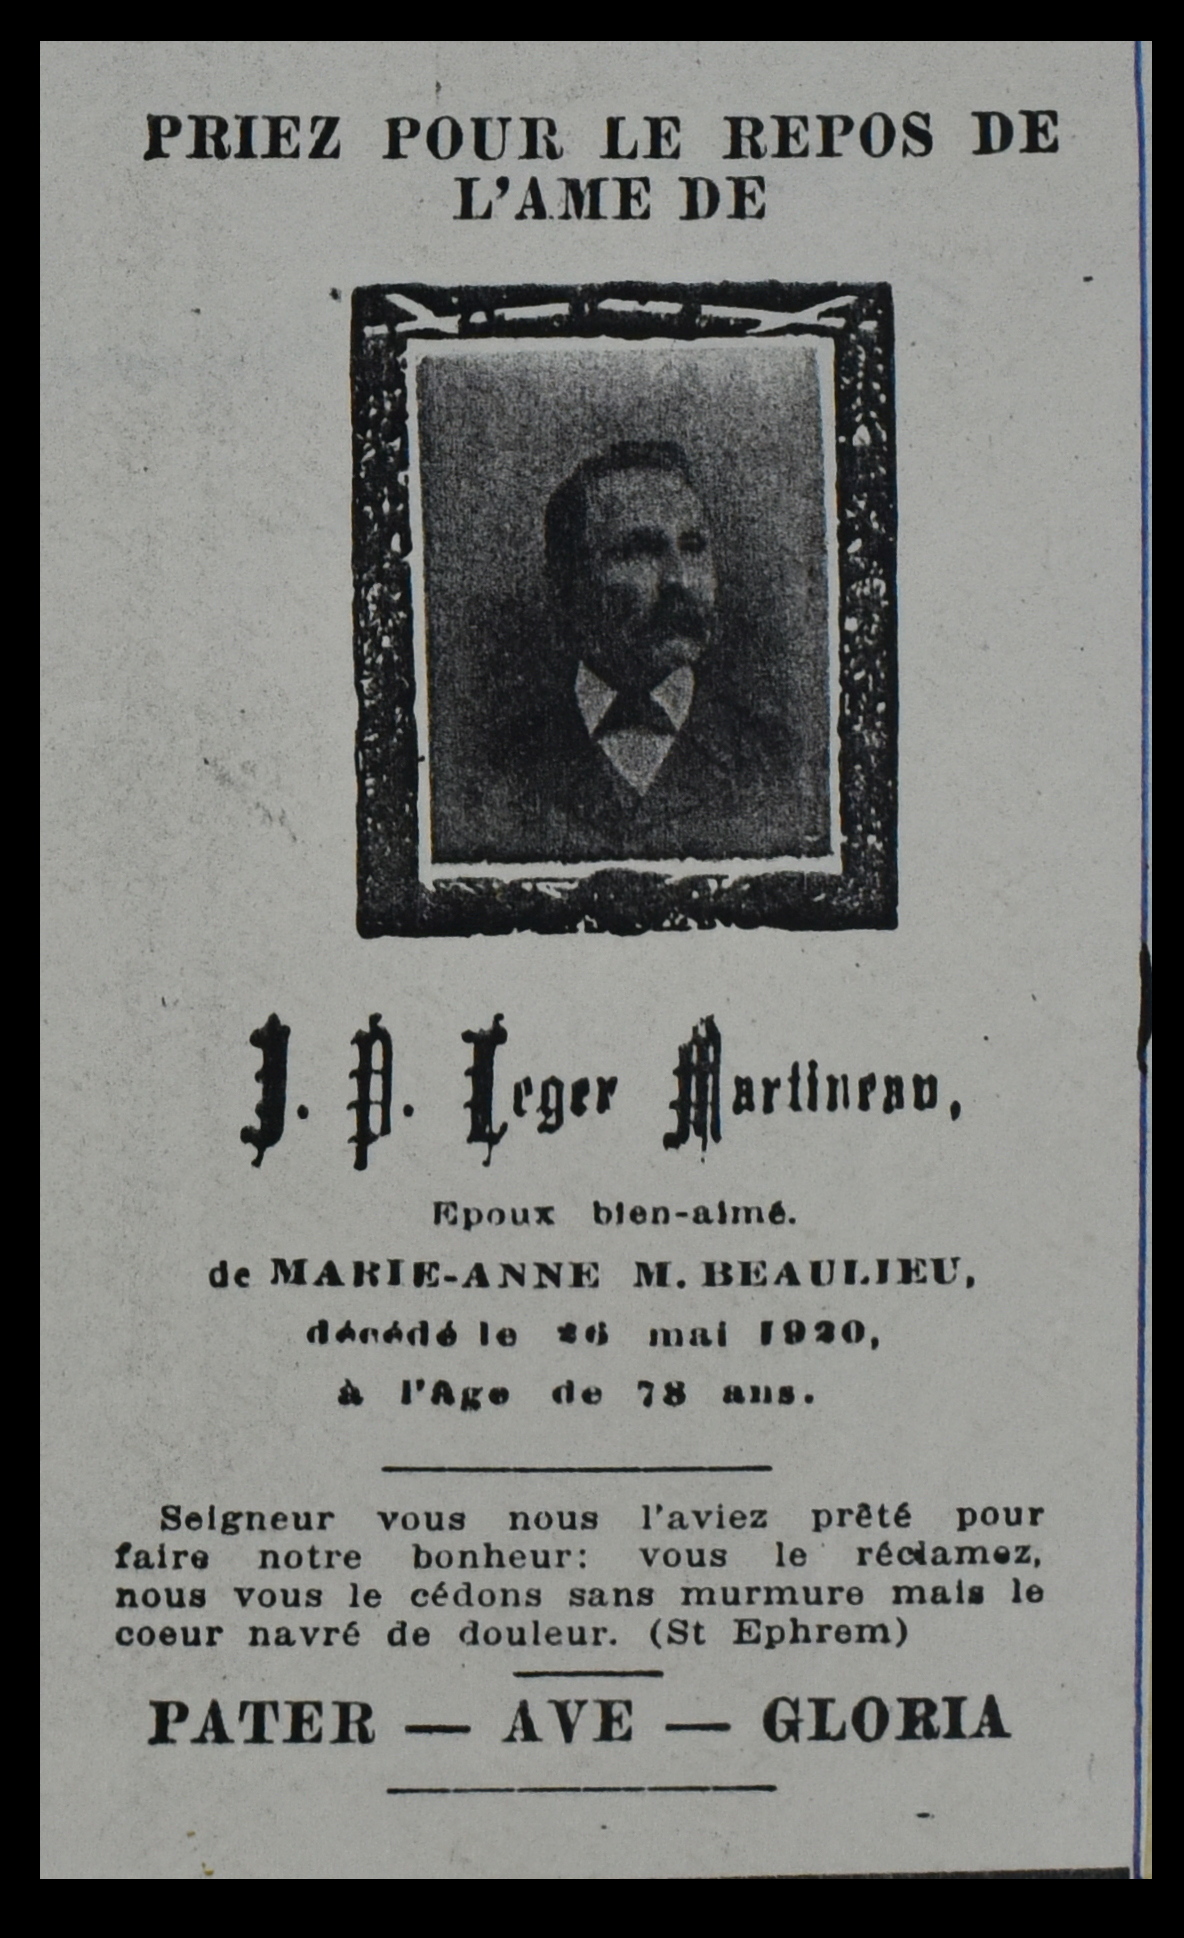 PRIEZ POUR LE REPOS DE
L'AME DE
J. P. Leger Martineau,
Epoux bien-aimé.
de MARIE-ANNE M. BEAULIEU,
décédé le 26 mai 1920,
à l'Age de 78 ans.
Seigneur vous nous l'aviez prêté pour
faire notre bonheur: vous le réclamez,
nous vous le cédons sans murmure mais le
coeur navré de douleur. (St Ephrem)
PATER — AVE — GLORIA